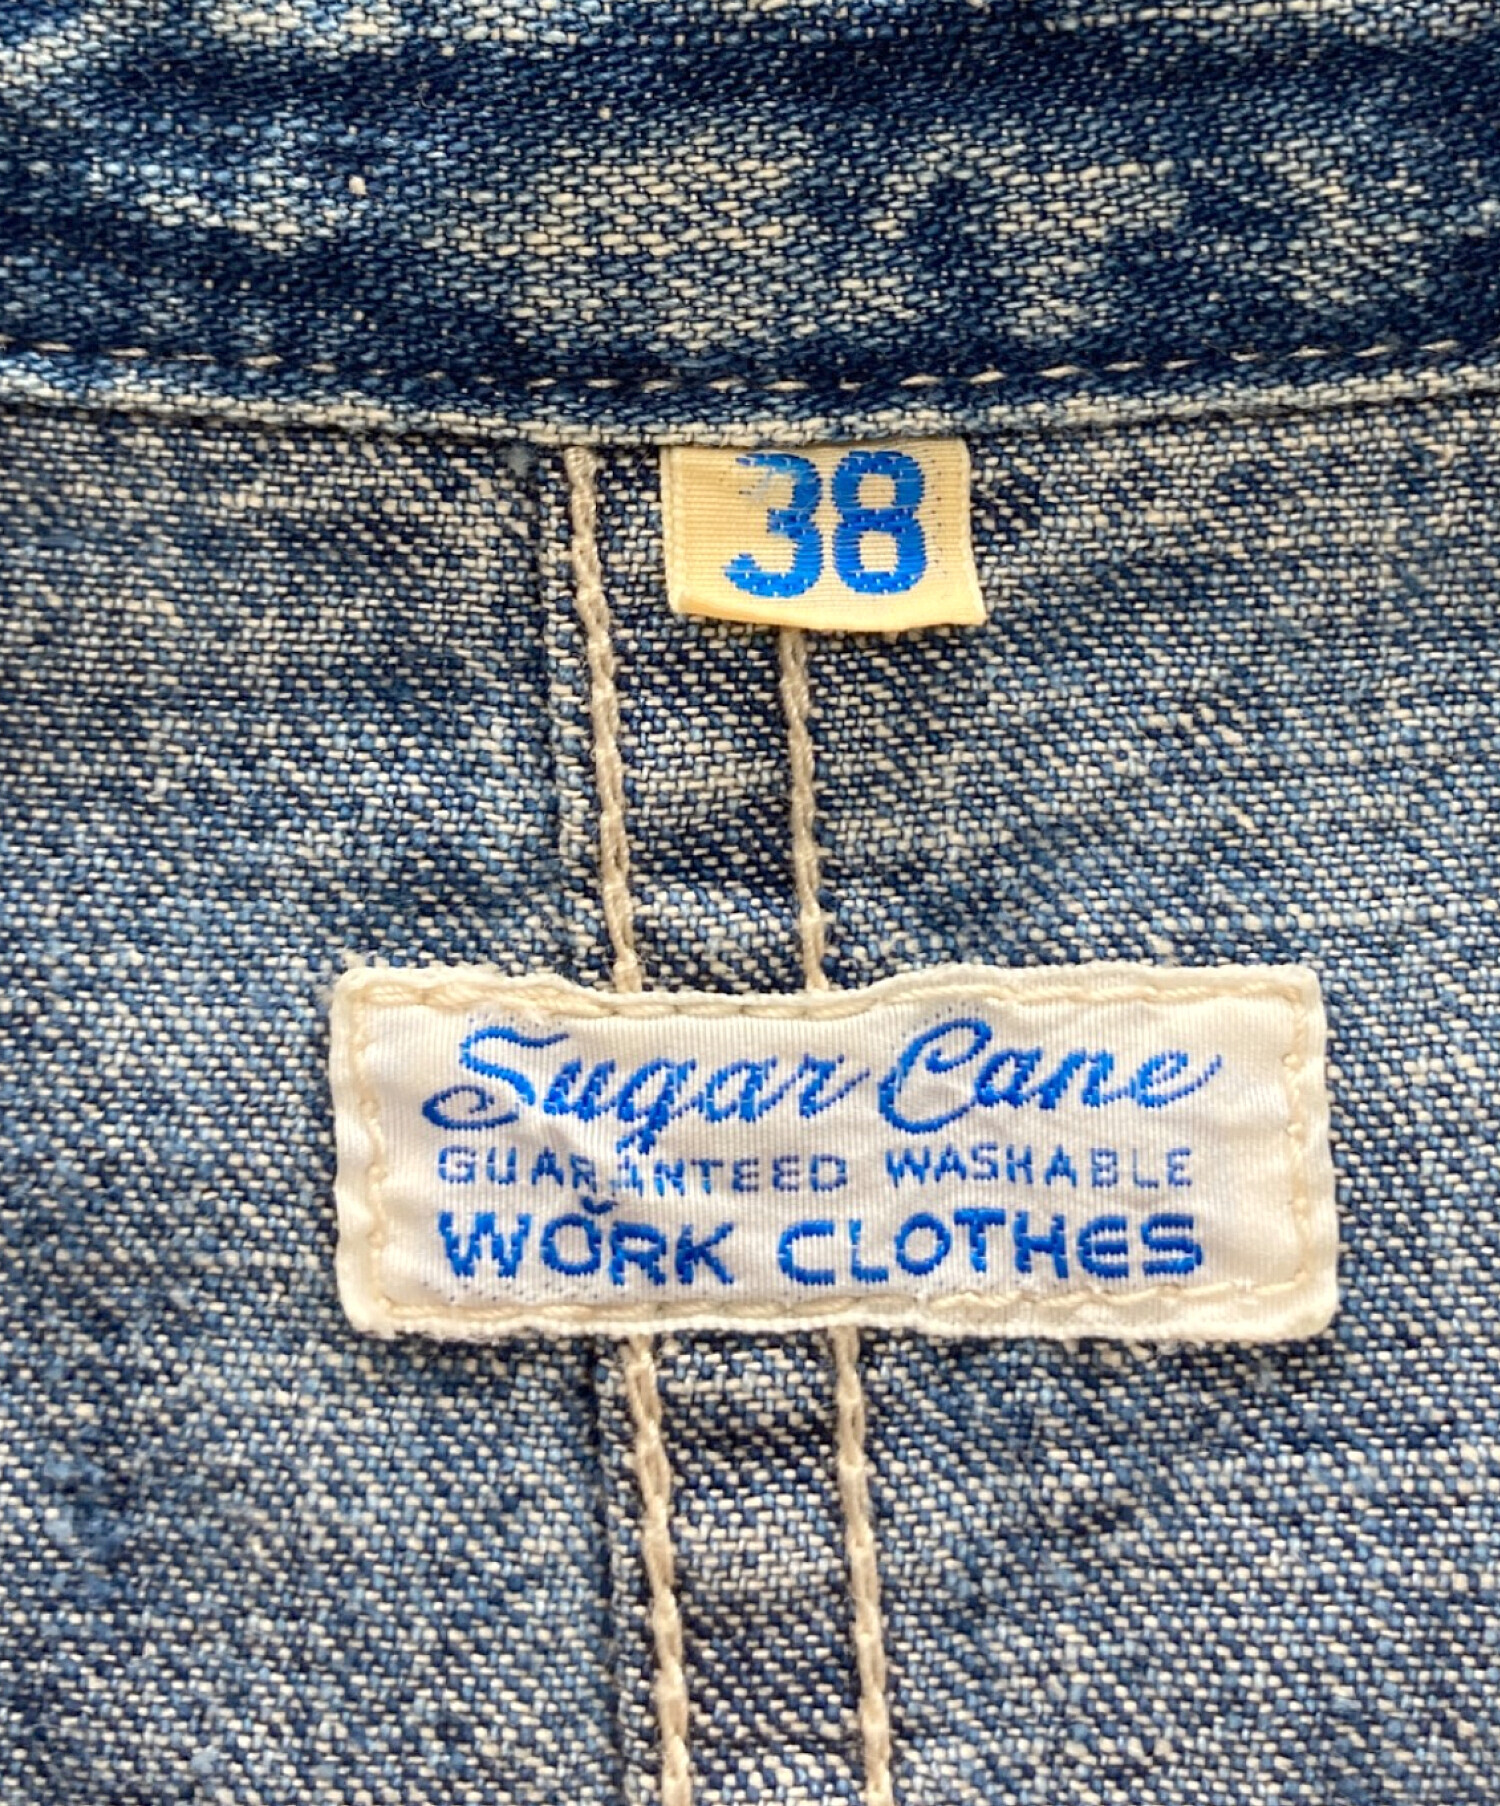 38
Sugar Cane
GUARANTEED WASHABLE
WORK CLOTHES